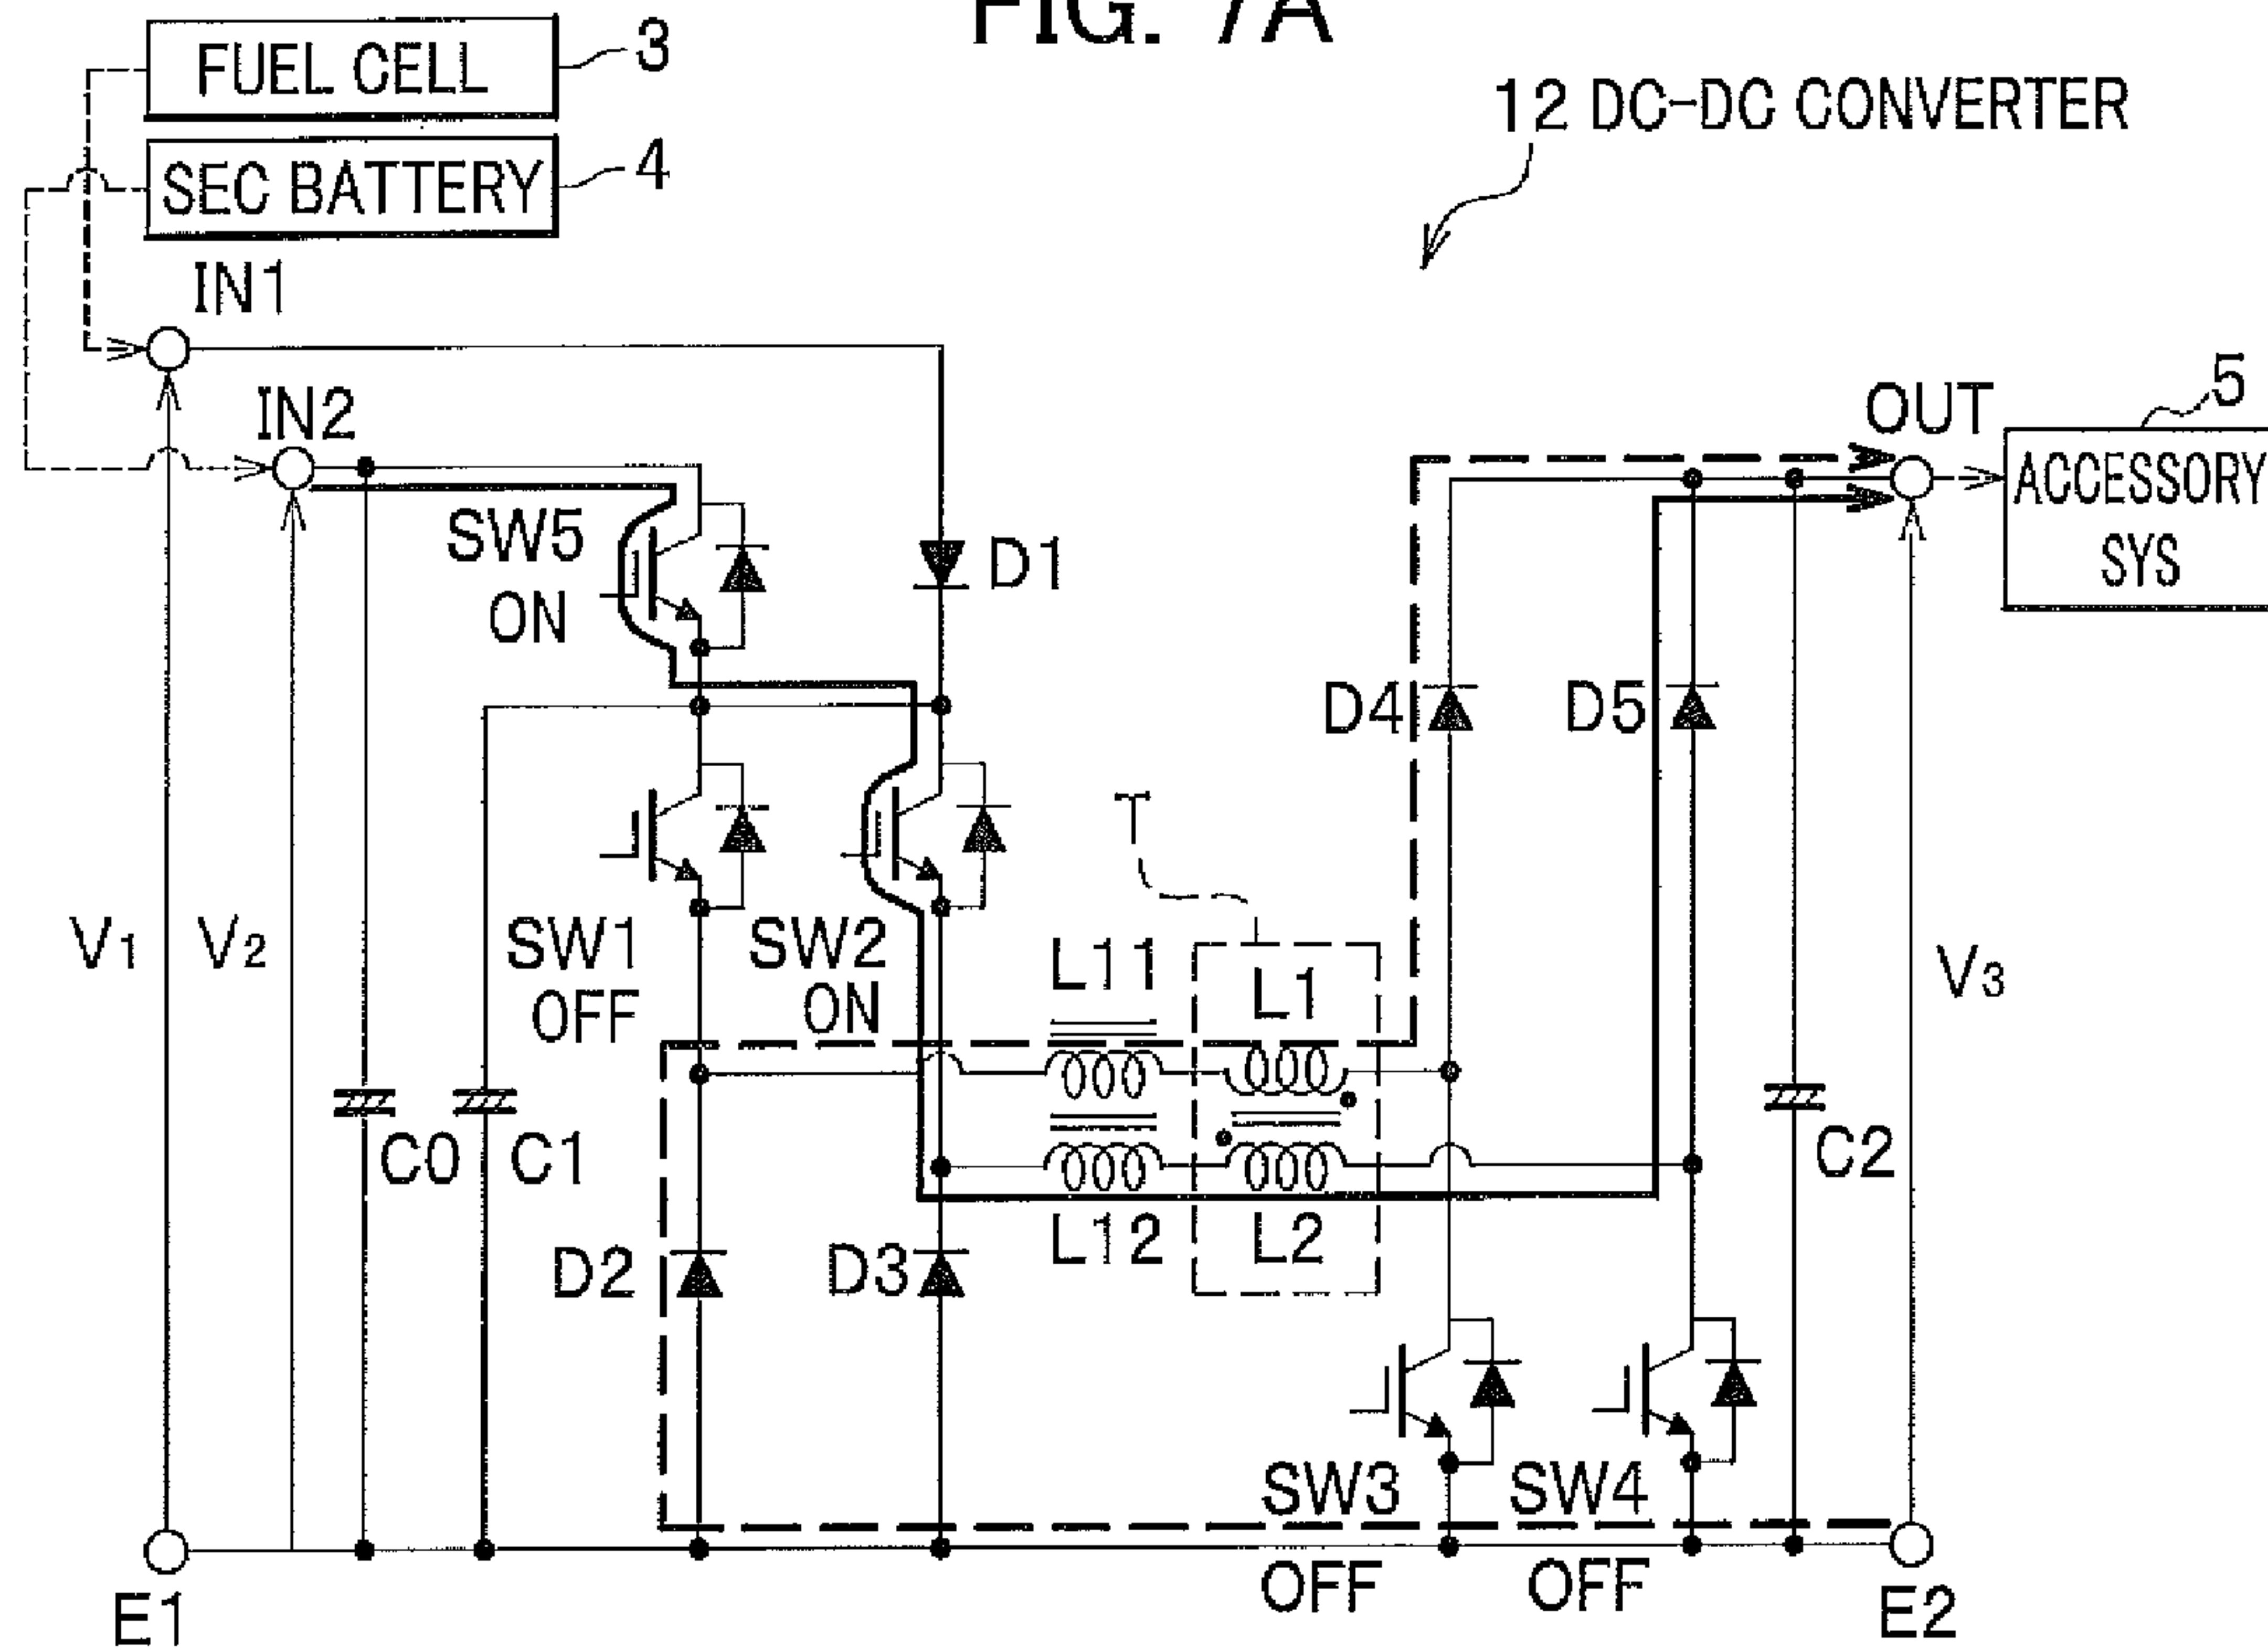 FIG. 7A
FUEL CELL
3
SEC BATTERY
4
12 DC-DC CONVERTER
IN1
IN2
OUT
5
ACCESSORY
SYS
SW5
ON
D1
D4
D5
T
V1
V2
SW1
OFF
SW2
ON
L11
L1
V3
C0
C1
C2
L12
L2
D2
D3
SW3
OFF
SW4
OFF
E1
E2